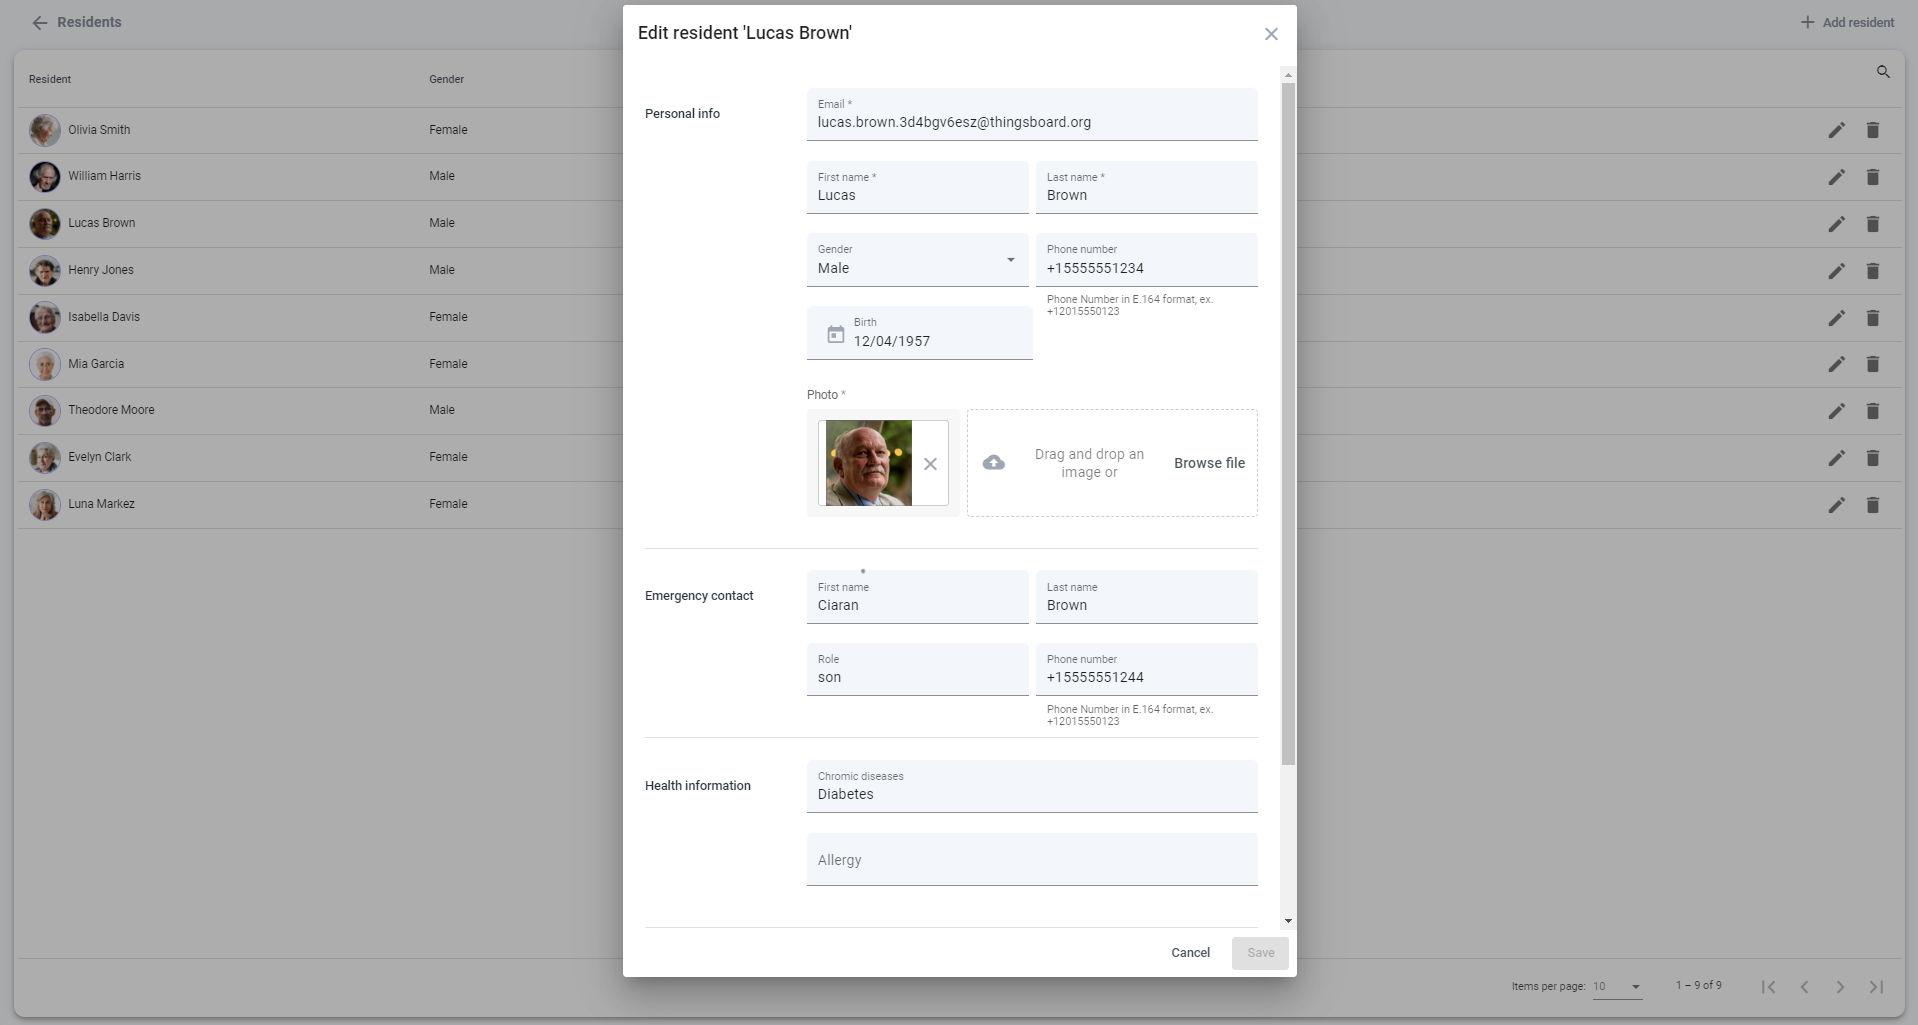 Residents
Add resident
Resident Gender
Olivia Smith Female
William Harris Male
Lucas Brown Male
Henry Jones Male
Isabella Davis Female
Mia Garcia Female
Theodore Moore Male
Evelyn Clark Female
Luna Markez Female
Items per page: 10 1 – 9 of 9
Edit resident 'Lucas Brown'
Personal info
Email *
lucas.brown.3d4bgv6esz@thingsboard.org
First name * Last name *
Lucas Brown
Gender Phone number
Male +15555551234
Phone Number in E.164 format, ex.
+12015550123
Birth
12/04/1957
Photo *
Drag and drop an
image or
Browse file
Emergency contact
First name Last name
Ciaran Brown
Role Phone number
son +15555551244
Phone Number in E.164 format, ex.
+12015550123
Health information
Chromic diseases
Diabetes
Allergy
Cancel Save